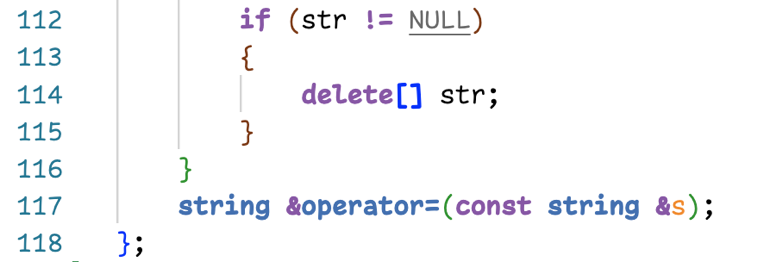 112 if (str != NULL)
113 {
114 delete[] str;
115 }
116 }
117 string &operator=(const string &s);
118 };